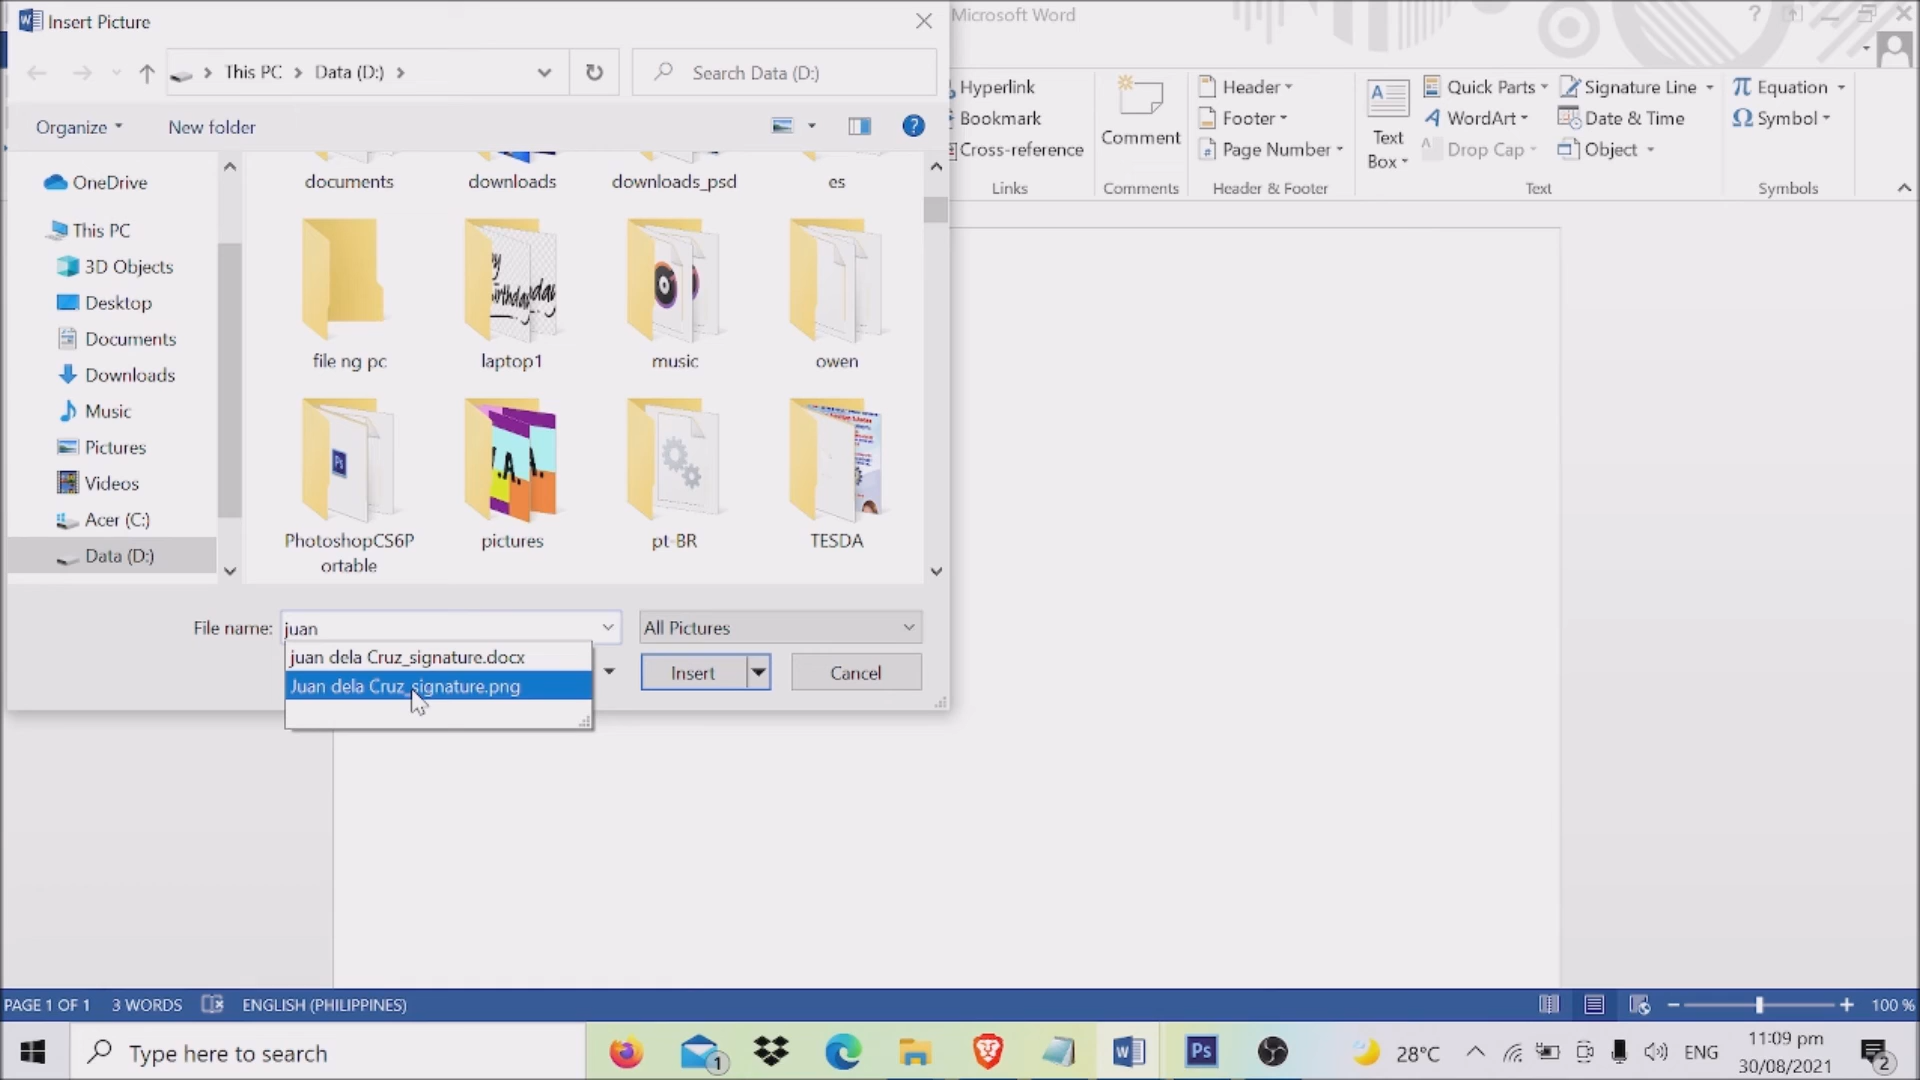 Insert Picture
Microsoft Word
?
This PC > Data (D:) >
Search Data (D:)
Organize
New folder
?
OneDrive
This PC
3D Objects
Desktop
Documents
Downloads
Music
Pictures
Videos
Acer (C:)
Data (D:)
documents
downloads
downloads_psd
es
file ng pc
laptop1
music
owen
PhotoshopCS6P
ortable
pictures
pt-BR
TESDA
File name:
juan
All Pictures
juan dela Cruz_signature.docx
Juan dela Cruz_signature.png
Insert
Cancel
Hyperlink
Bookmark
Cross-reference
Links
Comment
Comments
Header
Footer
Page Number
Header & Footer
A
Text
Box
Quick Parts
WordArt
Drop Cap
Signature Line
Date & Time
Object
Text
π Equation
Ω Symbol
Symbols
PAGE 1 OF 1
3 WORDS
ENGLISH (PHILIPPINES)
100 %
Type here to search
1
Ps
28°C
ENG
11:09 pm
30/08/2021
2